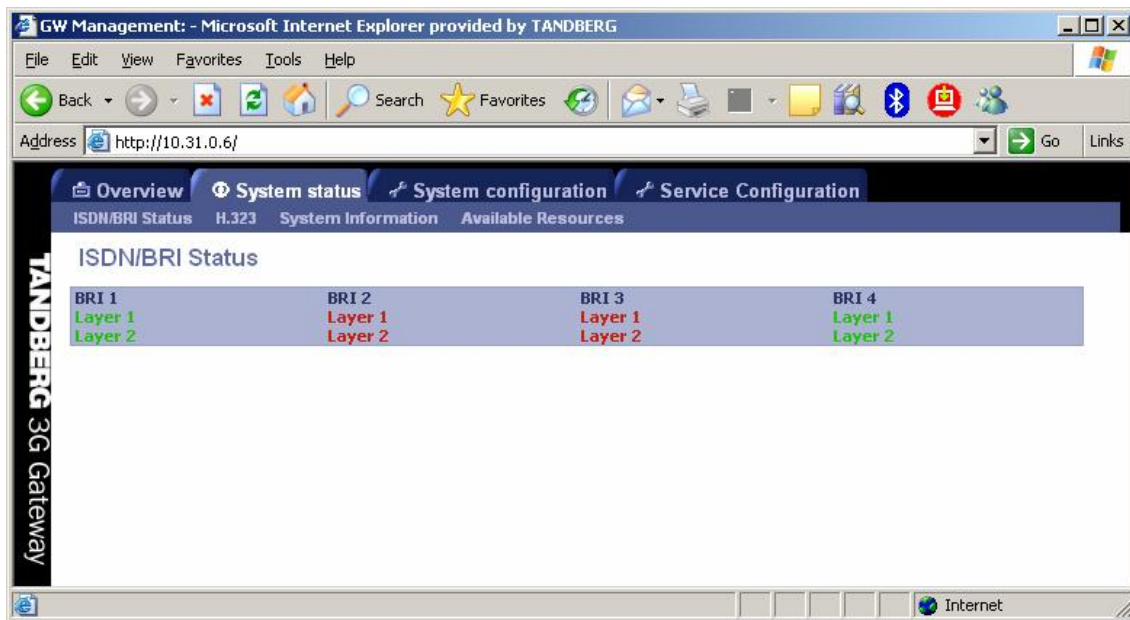 GW Management: - Microsoft Internet Explorer provided by TANDBERG
File Edit View Favorites Tools Help
Back Search Favorites
Address http://10.31.0.6/ Go Links
Overview System status System configuration Service Configuration
ISDN/BRI Status H.323 System Information Available Resources
TANDBERG 3G Gateway
ISDN/BRI Status
BRI 1 BRI 2 BRI 3 BRI 4
Layer 1 Layer 1 Layer 1 Layer 1
Layer 2 Layer 2 Layer 2 Layer 2
Internet